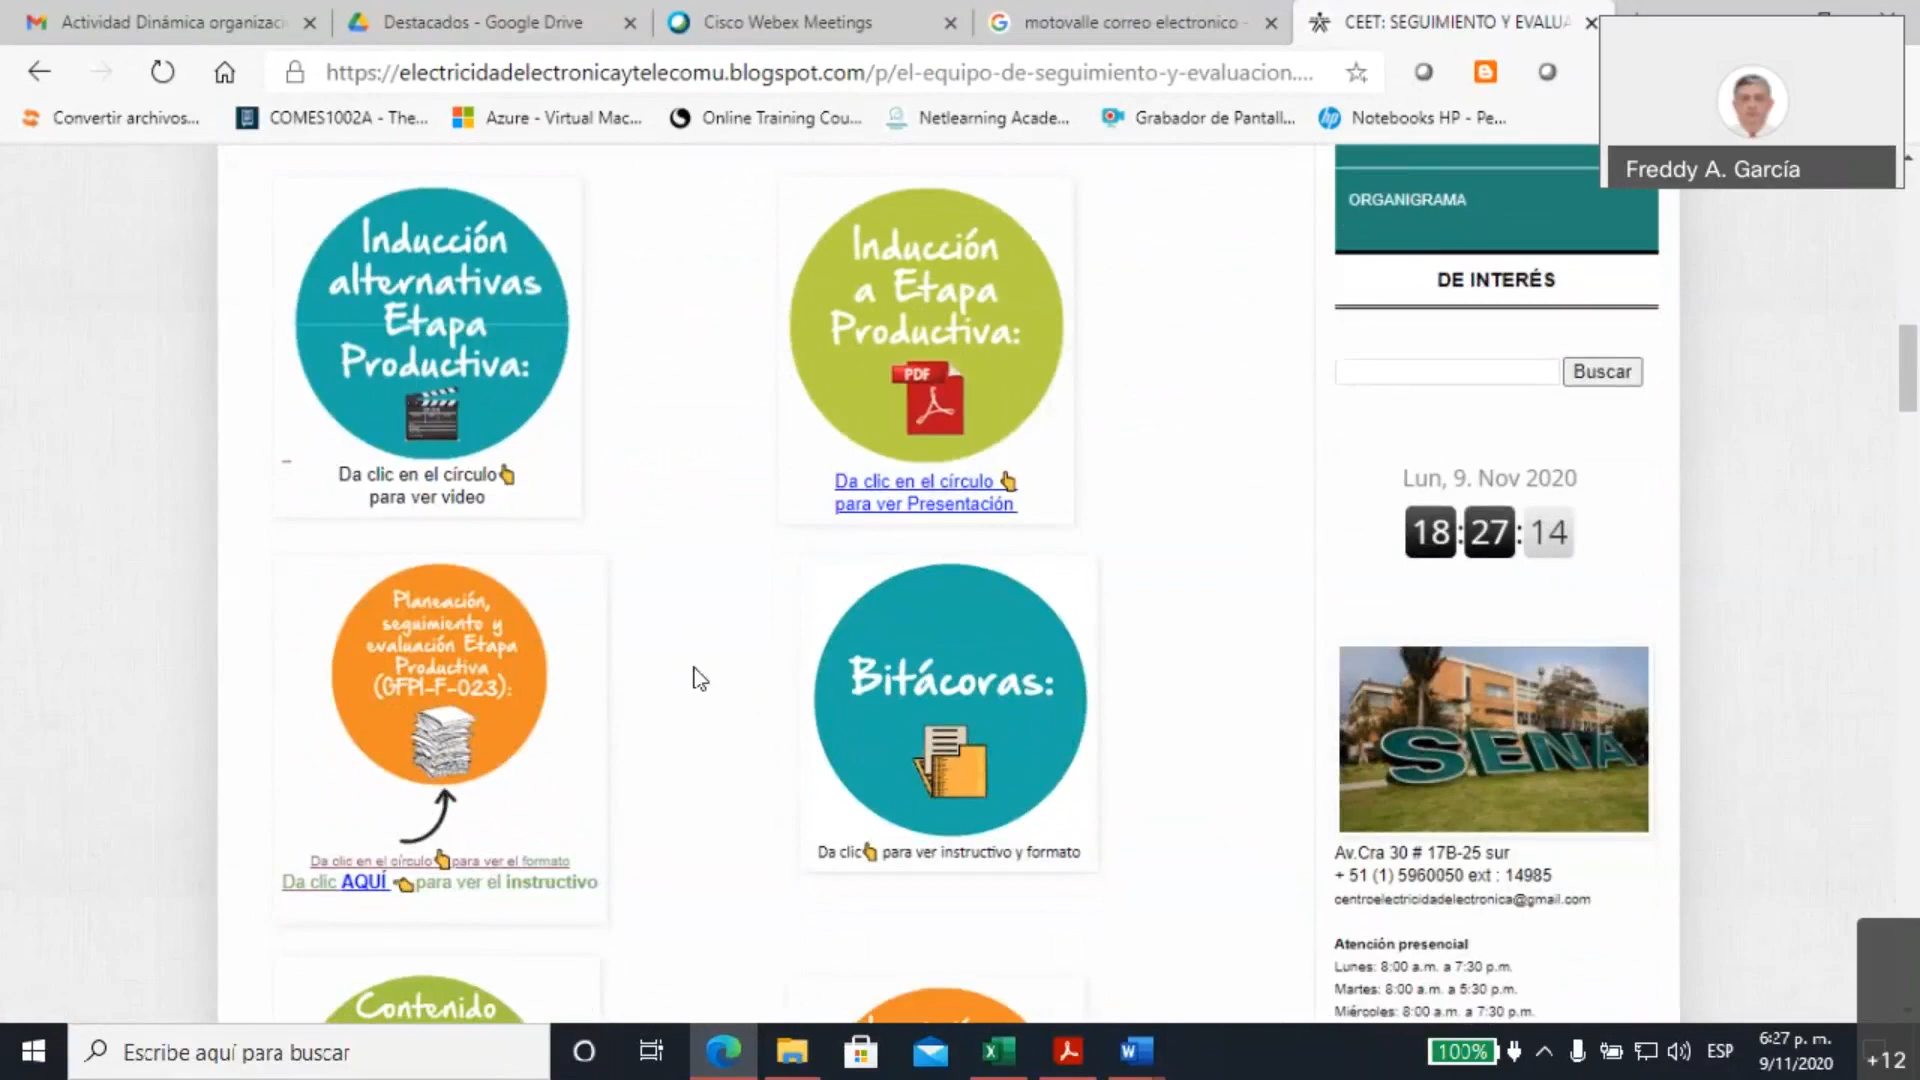 Actividad Dinámica organizaci
Destacados - Google Drive
Cisco Webex Meetings
motovalle correo electronico -
CEET: SEGUIMIENTO Y EVALUA
https://electricidadelectronicaytelecomu.blogspot.com/p/el-equipo-de-seguimiento-y-evaluacion....
Convertir archivos...
COMES1002A - The...
Azure - Virtual Mac...
Online Training Cou...
Netlearning Acade...
Grabador de Pantall...
Notebooks HP - Pe...
Freddy A. García
Inducción
alternativas
Etapa
Productiva:
Da clic en el círculo
para ver video
Inducción
a Etapa
Productiva:
PDF
Da clic en el círculo
para ver Presentación
Planeación,
seguimiento y
evaluación Etapa
Productiva
(GFPI-F-023):
Da clic en el círculo para ver el formato
Da clic AQUÍ para ver el instructivo
Bitácoras:
Da clic para ver instructivo y formato
Contenido
ORGANIGRAMA
DE INTERÉS
Buscar
Lun, 9. Nov 2020
18:27:14
SENA
Av.Cra 30 # 17B-25 sur
+ 51 (1) 5960050 ext : 14985
centroelectricidadelectronica@gmail.com
Atención presencial
Lunes: 8:00 a.m. a 7:30 p.m.
Martes: 8:00 a.m. a 5:30 p.m.
Miércoles: 8:00 a.m. a 7:30 p.m.
Escribe aquí para buscar
100%
ESP
6:27 p. m.
9/11/2020
+12